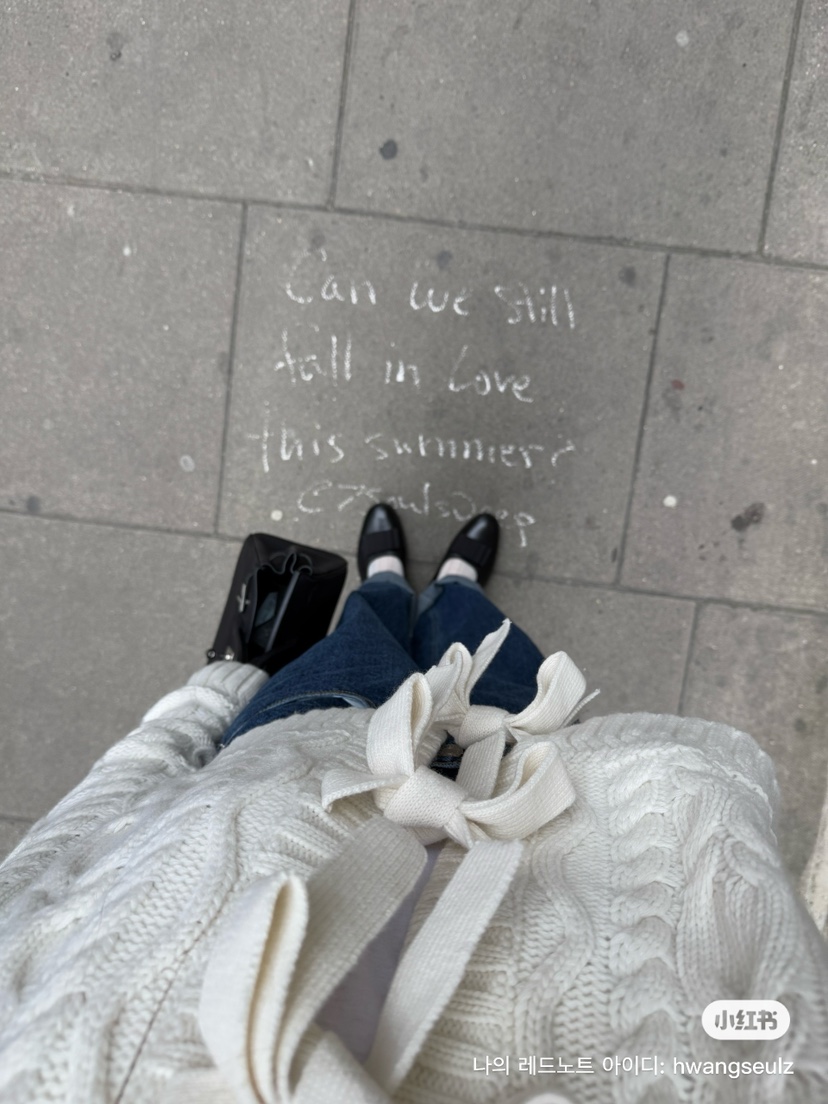 Can we still
fall in Love
this summer?
@7SoulsDeep
小红书
나의 레드노트 아이디: hwangseulz